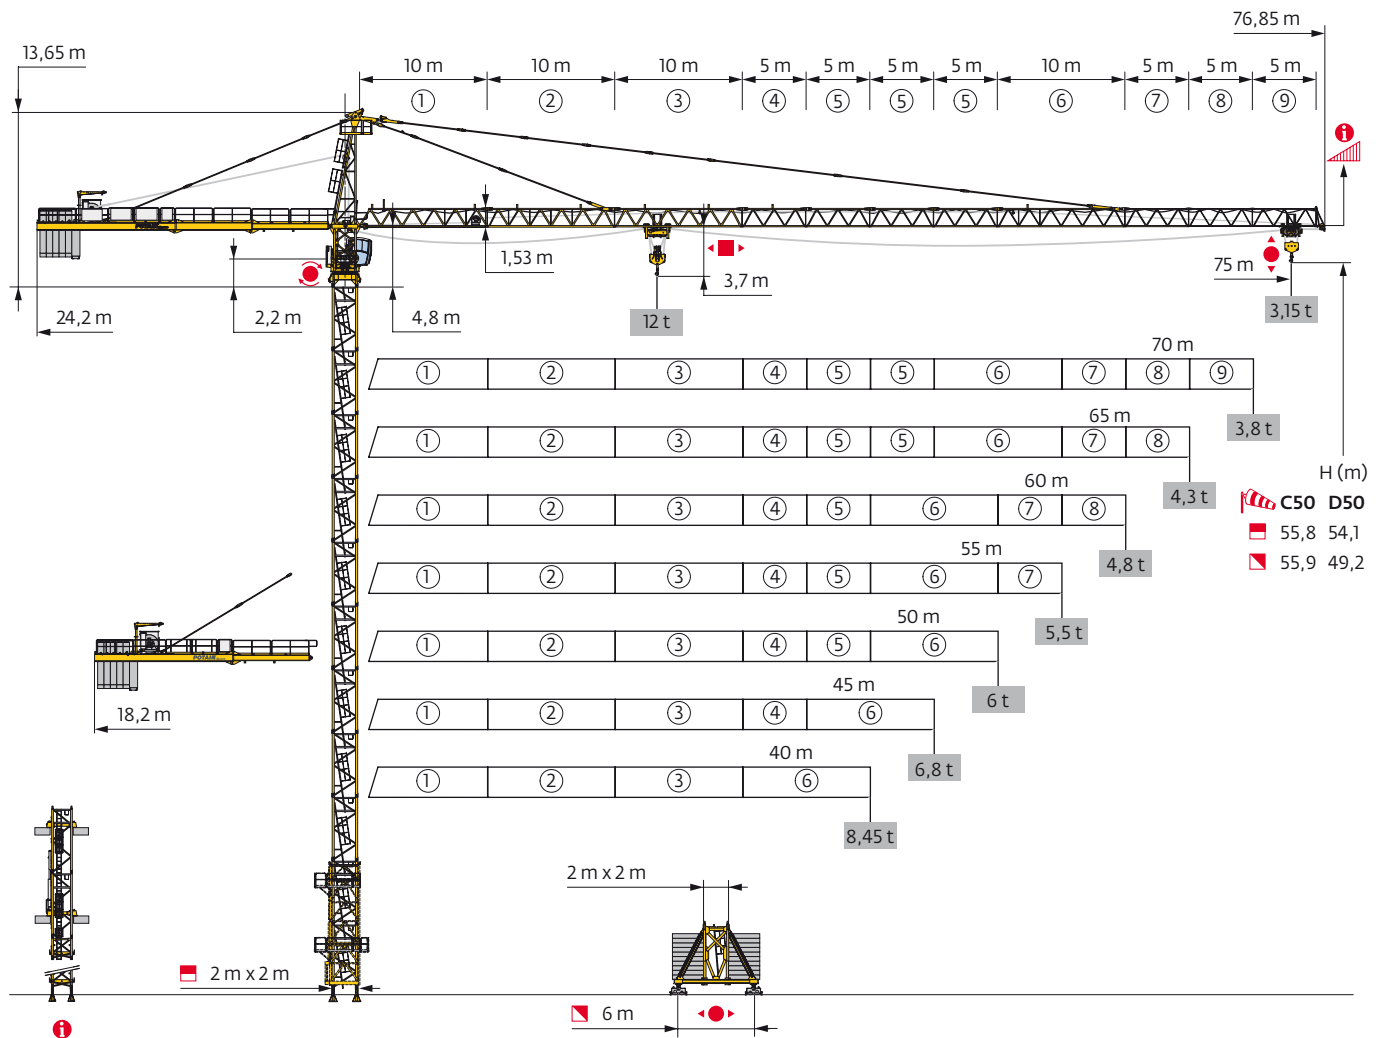 76,85 m
13,65 m
10 m 10 m 10 m 5 m 5 m 5 m 5 m 10 m 5 m 5 m 5 m
① ② ③ ④ ⑤ ⑤ ⑤ ⑥ ⑦ ⑧ ⑨
i
POTAIN
1,53 m
3,7 m
75 m
24,2 m
2,2 m
4,8 m
12 t
3,15 t
70 m
① ② ③ ④ ⑤ ⑤ ⑥ ⑦ ⑧ ⑨
3,8 t
65 m
① ② ③ ④ ⑤ ⑤ ⑥ ⑦ ⑧
4,3 t
60 m
① ② ③ ④ ⑤ ⑥ ⑦ ⑧
4,8 t
H (m)
C50 D50
55,8 54,1
55,9 49,2
55 m
① ② ③ ④ ⑤ ⑥ ⑦
5,5 t
50 m
① ② ③ ④ ⑤ ⑥
6 t
POTAIN
18,2 m
45 m
① ② ③ ④ ⑥
6,8 t
40 m
① ② ③ ⑥
8,45 t
2 m x 2 m
2 m x 2 m
6 m
i